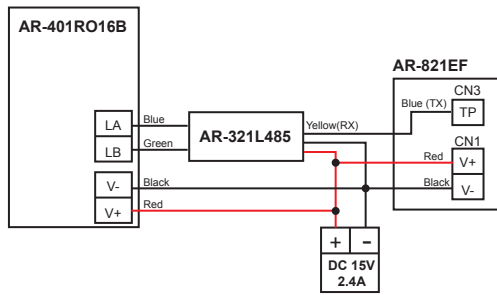 AR-401RO16B
AR-821EF
CN3
Blue (TX)
TP
LA
Blue
AR-321L485
Yellow(RX)
CN1
LB
Green
Red
V+
V-
Black
Black
V-
V+
Red
+
-
DC 15V
2.4A